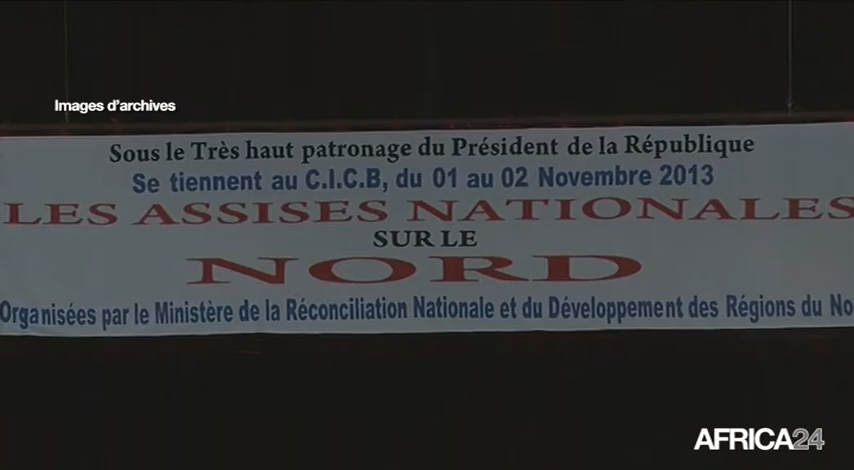 Images d'archives
Sous le Très haut patronage du Président de la République
Se tiennent au C.I.C.B, du 01 au 02 Novembre 2013
LES ASSISES NATIONALES
SUR LE
NORD
Organisées par le Ministère de la Réconciliation Nationale et du Développement des Régions du No
AFRICA24